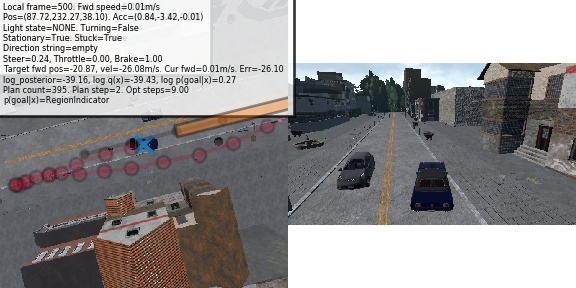 Local frame=500: Fwd speed=0.01m/s
Pos=(87.72,232.27,38.10). Acc=(0.84,-3.42,-0.01)
Light state=NONE. Turning=False
Stationary=True. Stuck=True
Direction string=empty
Steer=0.24, Throttle=0.00, Brake=1.00
Target fwd pos=-20.87, vel=-26.08m/s. Cur fwd=0.01m/s. Err=-26.10
log_posterior=-39.16, log q(x)=-39.43, log p(goal|x)=0.27
Plan count=395. Plan step=2. Opt steps=9.00
p(goal|x)=RegionIndicator